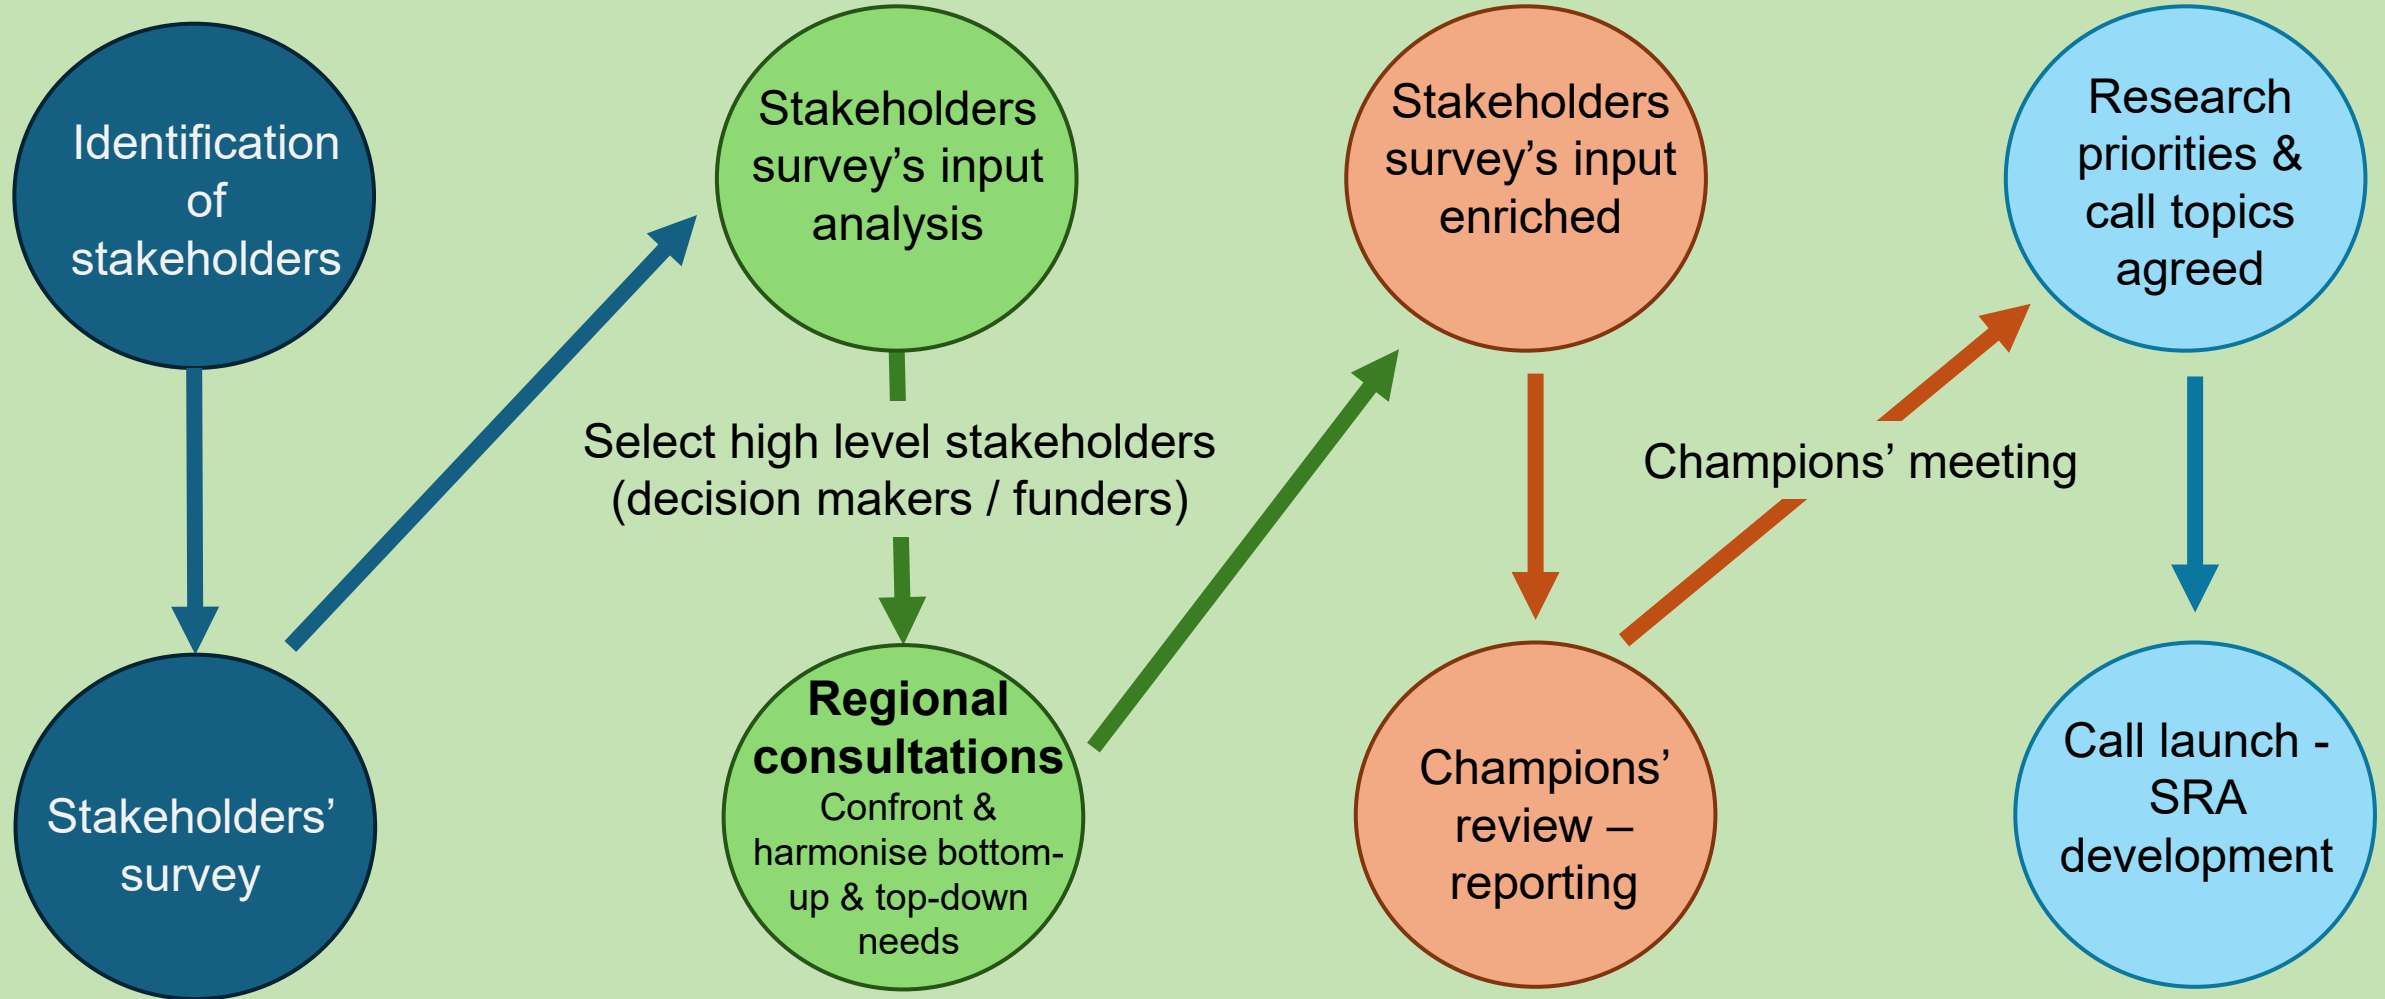 Identification
of
stakeholders
Stakeholders’
survey
Stakeholders
survey’s input
analysis
Select high level stakeholders
(decision makers / funders)
Regional
consultations
Confront &
harmonise bottom-
up & top-down
needs
Stakeholders
survey’s input
enriched
Champions’
review –
reporting
Champions’ meeting
Research
priorities &
call topics
agreed
Call launch -
SRA
development